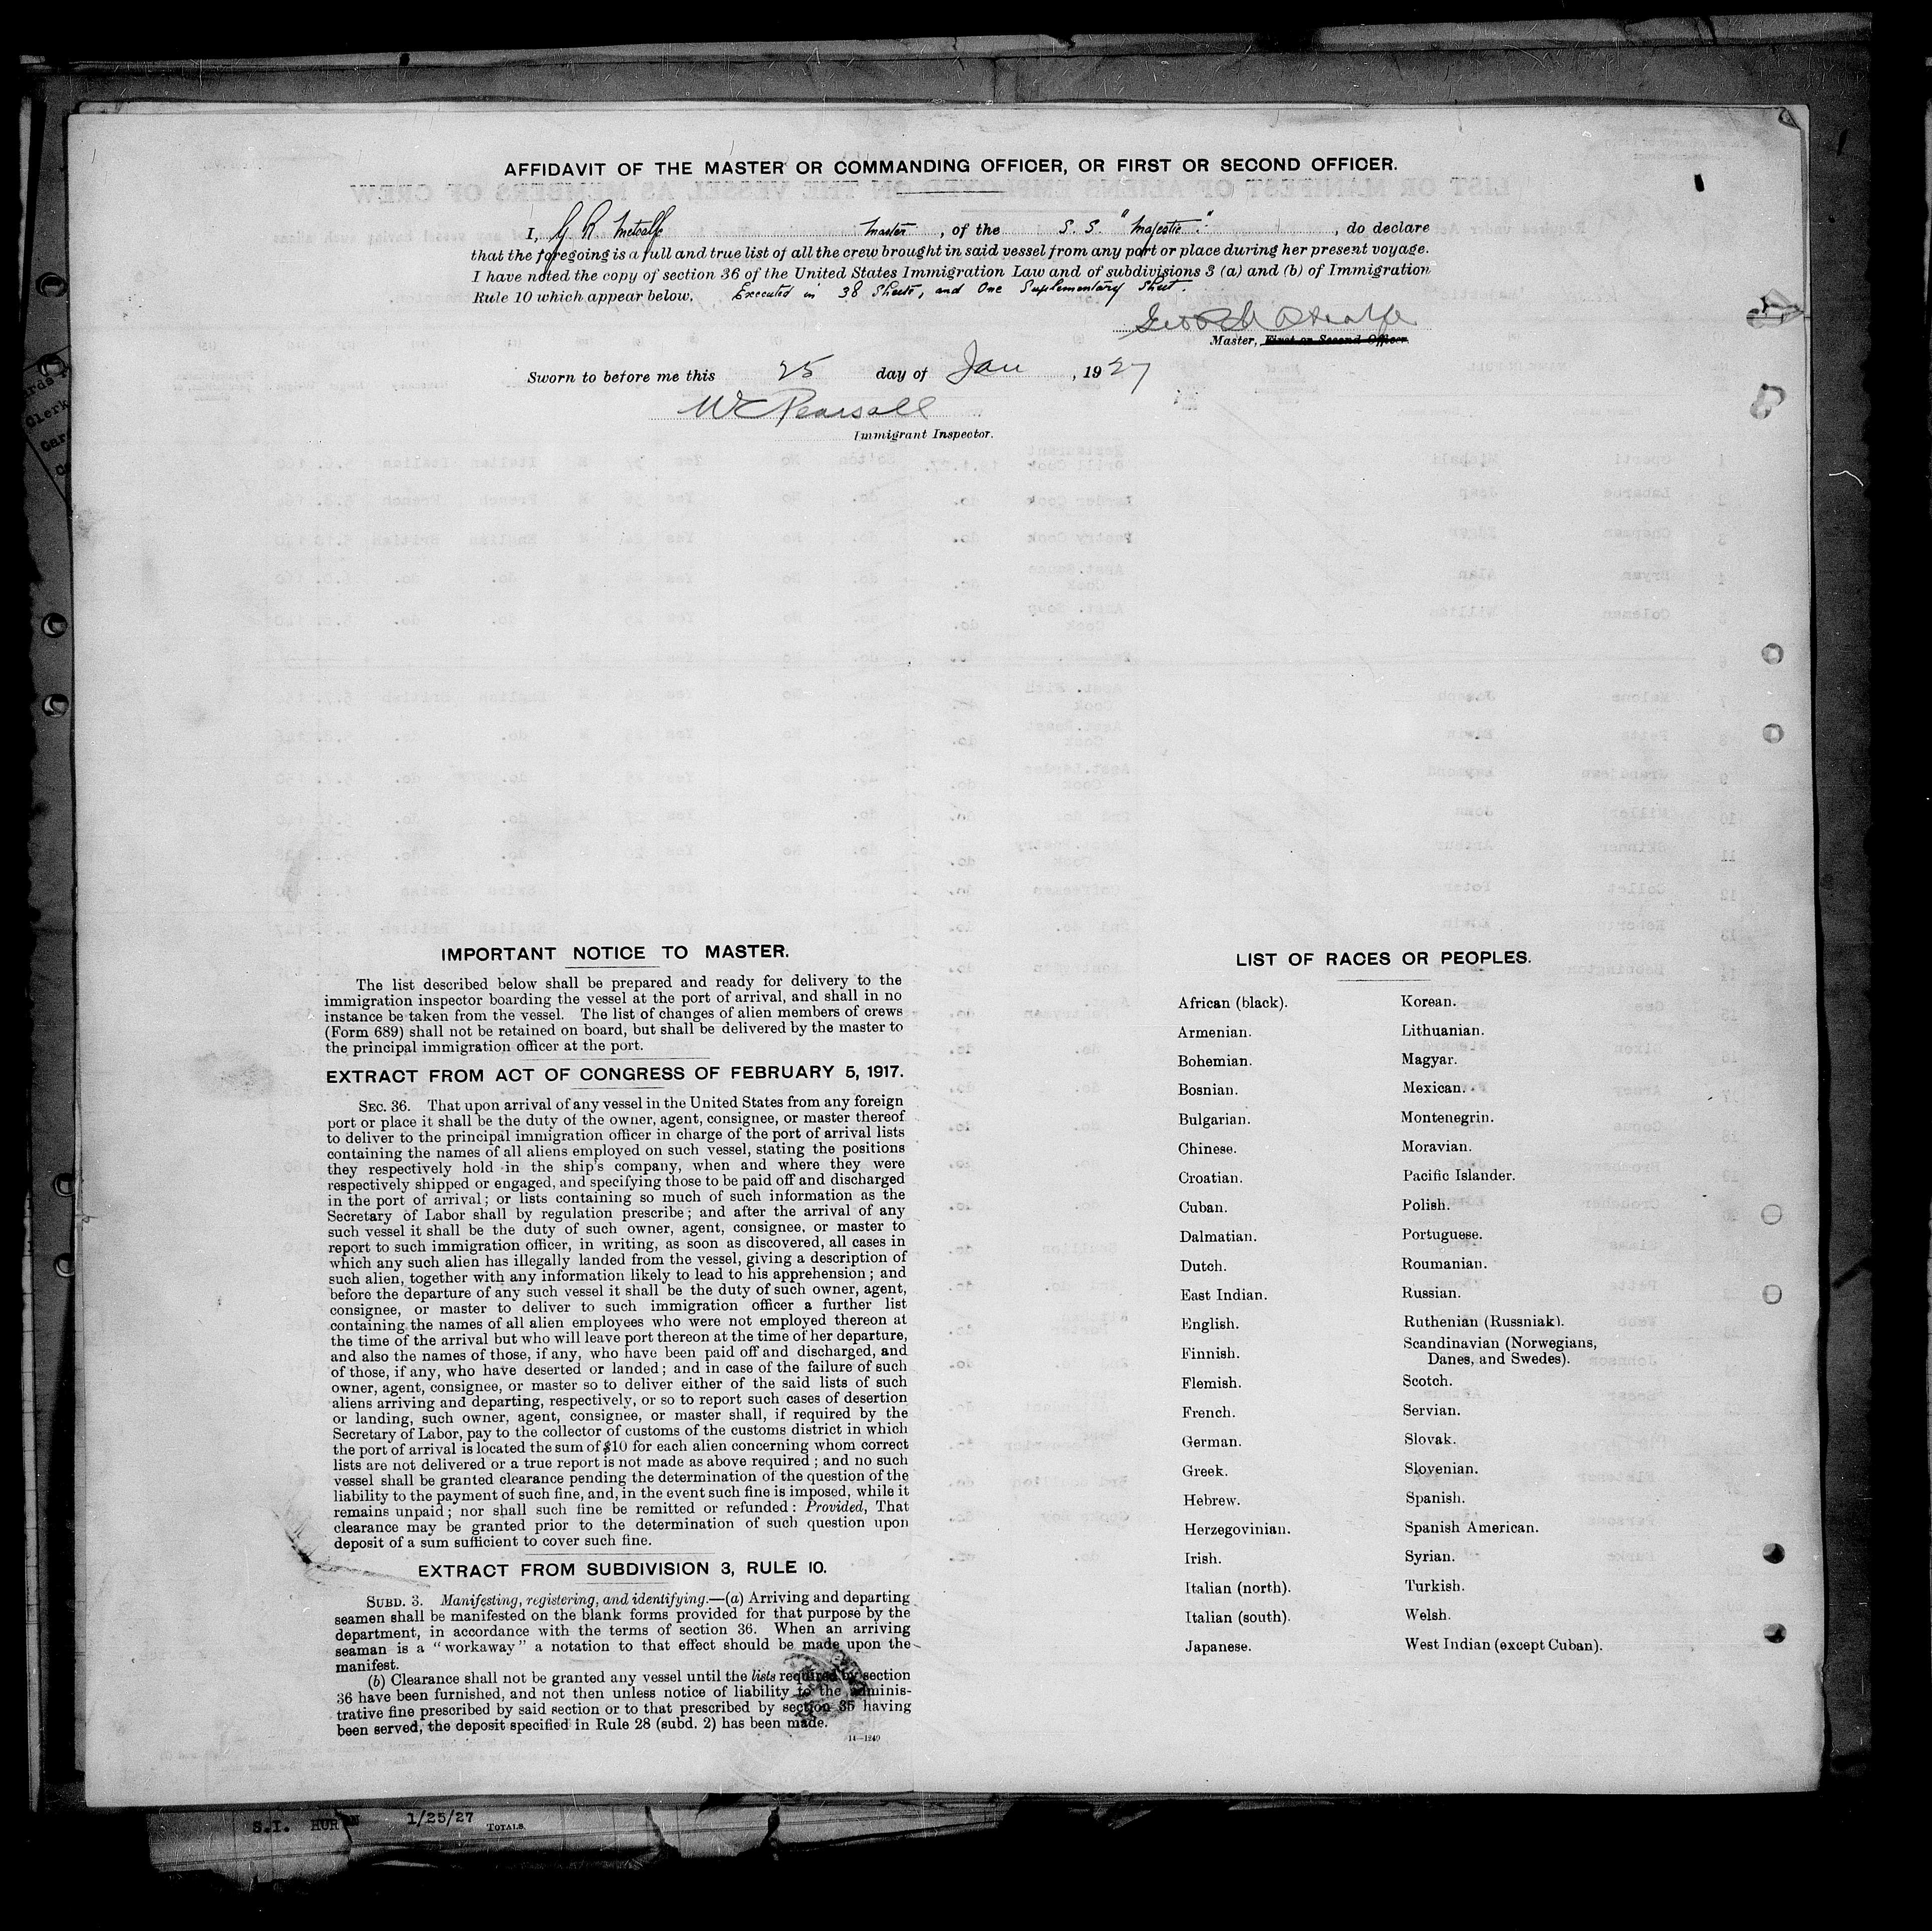 AFFIDAVIT OF THE MASTER OR COMMANDING OFFICER, OR FIRST OR SECOND OFFICER.
I, G R Metcalfe master, of the S. S. "Majestic", do declare
that the foregoing is a full and true list of all the crew brought in said vessel from any port or place during her present voyage.
I have noted the copy of section 36 of the United States Immigration Law and of subdivisions 3 (a) and (b) of Immigration
Rule 10 which appear below. Executed in 38 Sheets, and One Suplementary Sheet.
Geo R Metcalfe
Master, First or Second Officer.
Sworn to before me this 25 day of Jan, 1927
W C Pearsall
Immigrant Inspector.
IMPORTANT NOTICE TO MASTER.
The list described below shall be prepared and ready for delivery to the
immigration inspector boarding the vessel at the port of arrival, and shall in no
instance be taken from the vessel. The list of changes of alien members of crews
(Form 689) shall not be retained on board, but shall be delivered by the master to
the principal immigration officer at the port.
EXTRACT FROM ACT OF CONGRESS OF FEBRUARY 5, 1917.
SEC. 36. That upon arrival of any vessel in the United States from any foreign
port or place it shall be the duty of the owner, agent, consignee, or master thereof
to deliver to the principal immigration officer in charge of the port of arrival lists
containing the names of all aliens employed on such vessel, stating the positions
they respectively hold in the ship's company, when and where they were
respectively shipped or engaged, and specifying those to be paid off and discharged
in the port of arrival; or lists containing so much of such information as the
Secretary of Labor shall by regulation prescribe; and after the arrival of any
such vessel it shall be the duty of such owner, agent, consignee, or master to
report to such immigration officer, in writing, as soon as discovered, all cases in
which any such alien has illegally landed from the vessel, giving a description of
such alien, together with any information likely to lead to his apprehension; and
before the departure of any such vessel it shall be the duty of such owner, agent,
consignee, or master to deliver to such immigration officer a further list
containing the names of all alien employees who were not employed thereon at
the time of the arrival but who will leave port thereon at the time of her departure,
and also the names of those, if any, who have been paid off and discharged, and
of those, if any, who have deserted or landed; and in case of the failure of such
owner, agent, consignee, or master so to deliver either of the said lists of such
aliens arriving and departing, respectively, or so to report such cases of desertion
or landing, such owner, agent, consignee, or master shall, if required by the
Secretary of Labor, pay to the collector of customs of the customs district in which
the port of arrival is located the sum of $10 for each alien concerning whom correct
lists are not delivered or a true report is not made as above required; and no such
vessel shall be granted clearance pending the determination of the question of the
liability to the payment of such fine, and, in the event such fine is imposed, while it
remains unpaid; nor shall such fine be remitted or refunded: Provided, That
clearance may be granted prior to the determination of such question upon
deposit of a sum sufficient to cover such fine.
EXTRACT FROM SUBDIVISION 3, RULE 10.
SUBD. 3. Manifesting, registering, and identifying.—(a) Arriving and departing
seamen shall be manifested on the blank forms provided for that purpose by the
department, in accordance with the terms of section 36. When an arriving
seaman is a "workaway" a notation to that effect should be made upon the
manifest.
(b) Clearance shall not be granted any vessel until the lists required by section
36 have been furnished, and not then unless notice of liability to the adminis-
trative fine prescribed by said section or to that prescribed by section 35 having
been served, the deposit specified in Rule 28 (subd. 2) has been made.
14—1240
LIST OF RACES OR PEOPLES.
African (black).
Armenian.
Bohemian.
Bosnian.
Bulgarian.
Chinese.
Croatian.
Cuban.
Dalmatian.
Dutch.
East Indian.
English.
Finnish.
Flemish.
French.
German.
Greek.
Hebrew.
Herzegovinian.
Irish.
Italian (north).
Italian (south).
Japanese.
Korean.
Lithuanian.
Magyar.
Mexican.
Montenegrin.
Moravian.
Pacific Islander.
Polish.
Portuguese.
Roumanian.
Russian.
Ruthenian (Russniak).
Scandinavian (Norwegians,
Danes, and Swedes).
Scotch.
Servian.
Slovak.
Slovenian.
Spanish.
Spanish American.
Syrian.
Turkish.
Welsh.
West Indian (except Cuban).
S.I. 1/25/27 TOTALS